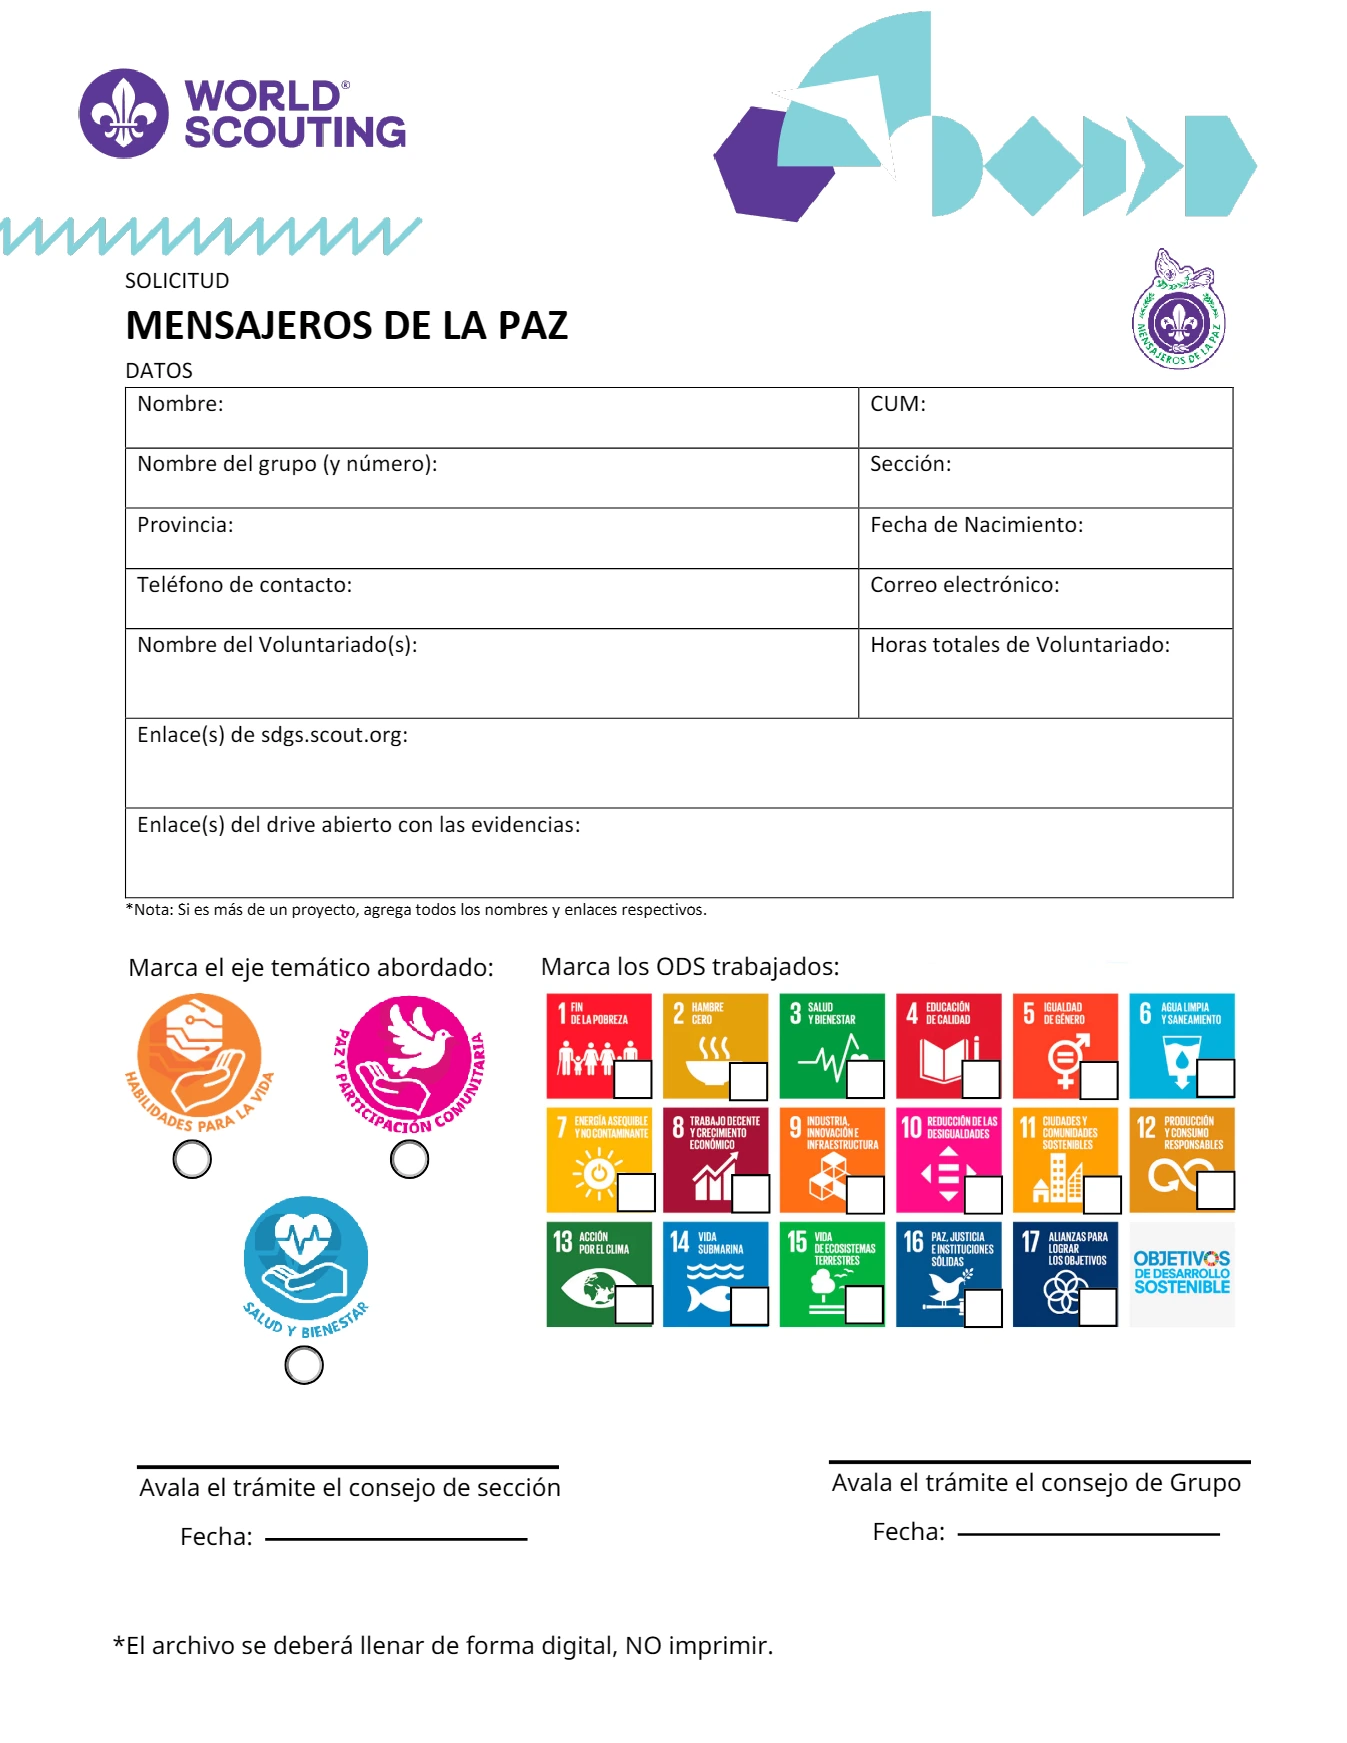 WORLD®
SCOUTING
SOLICITUD
MENSAJEROS DE LA PAZ
MENSAJEROS DE LA PAZ
DATOS
Nombre:
CUM:
Nombre del grupo (y número):
Sección:
Provincia:
Fecha de Nacimiento:
Teléfono de contacto:
Correo electrónico:
Nombre del Voluntariado(s):
Horas totales de Voluntariado:
Enlace(s) de sdgs.scout.org:
Enlace(s) del drive abierto con las evidencias:
*Nota: Si es más de un proyecto, agrega todos los nombres y enlaces respectivos.
Marca el eje temático abordado:
HABILIDADES PARA LA VIDA
PAZ Y PARTICIPACIÓN COMUNITARIA
SALUD Y BIENESTAR
Marca los ODS trabajados:
1 FIN
DE LA POBREZA
2 HAMBRE
CERO
3 SALUD
Y BIENESTAR
4 EDUCACIÓN
DE CALIDAD
5 IGUALDAD
DE GÉNERO
6 AGUA LIMPIA
Y SANEAMIENTO
7 ENERGÍA ASEQUIBLE
Y NO CONTAMINANTE
8 TRABAJO DECENTE
Y CRECIMIENTO
ECONÓMICO
9 INDUSTRIA,
INNOVACIÓN E
INFRAESTRUCTURA
10 REDUCCIÓN DE LAS
DESIGUALDADES
11 CIUDADES Y
COMUNIDADES
SOSTENIBLES
12 PRODUCCIÓN
Y CONSUMO
RESPONSABLES
13 ACCIÓN
POR EL CLIMA
14 VIDA
SUBMARINA
15 VIDA
DE ECOSISTEMAS
TERRESTRES
16 PAZ, JUSTICIA
E INSTITUCIONES
SÓLIDAS
17 ALIANZAS PARA
LOGRAR
LOS OBJETIVOS
OBJETIVOS
DE DESARROLLO
SOSTENIBLE
Avala el trámite el consejo de sección
Fecha:
Avala el trámite el consejo de Grupo
Fecha:
*El archivo se deberá llenar de forma digital, NO imprimir.